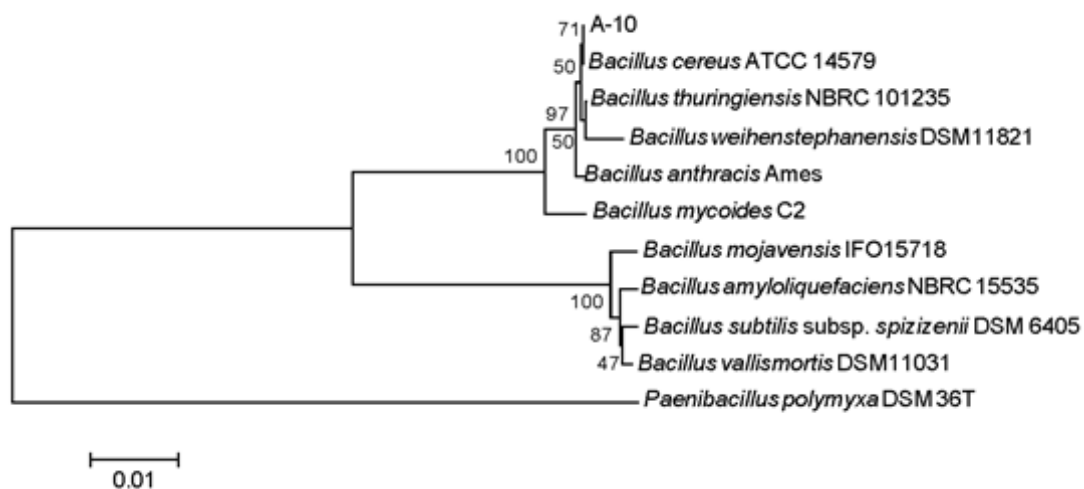 71
A-10
50
Bacillus cereus ATCC 14579
Bacillus thuringiensis NBRC 101235
97
50
Bacillus weihenstephanensis DSM11821
100
Bacillus anthracis Ames
Bacillus mycoides C2
Bacillus mojavensis IFO15718
Bacillus amyloliquefaciens NBRC 15535
100
Bacillus subtilis subsp. spizizenii DSM 6405
87
47
Bacillus vallismortis DSM11031
Paenibacillus polymyxa DSM 36T
0.01